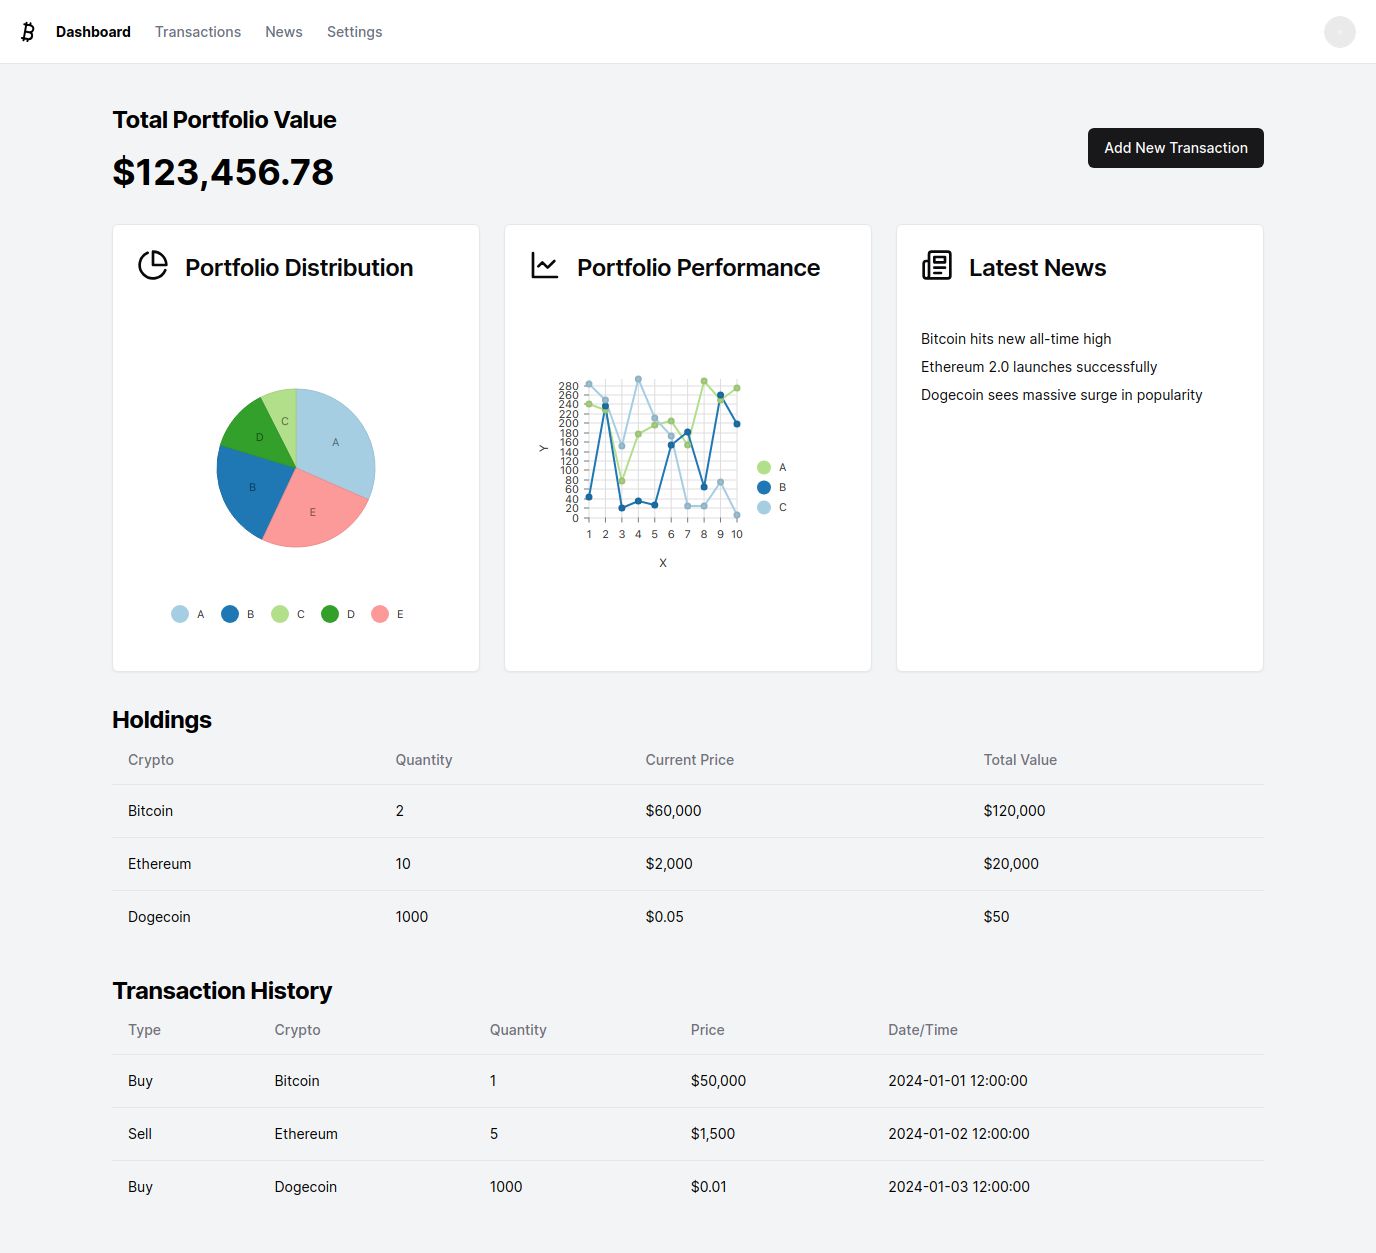 Dashboard Transactions News Settings
Total Portfolio Value
$123,456.78
Add New Transaction
Portfolio Distribution
A
B
C
D
E
A B C D E
Portfolio Performance
280
260
240
220
200
180
160
140
120
100
80
60
40
20
0
Y
1 2 3 4 5 6 7 8 9 10
X
A
B
C
Latest News
Bitcoin hits new all-time high
Ethereum 2.0 launches successfully
Dogecoin sees massive surge in popularity
Holdings
Crypto Quantity Current Price Total Value
Bitcoin 2 $60,000 $120,000
Ethereum 10 $2,000 $20,000
Dogecoin 1000 $0.05 $50
Transaction History
Type Crypto Quantity Price Date/Time
Buy Bitcoin 1 $50,000 2024-01-01 12:00:00
Sell Ethereum 5 $1,500 2024-01-02 12:00:00
Buy Dogecoin 1000 $0.01 2024-01-03 12:00:00